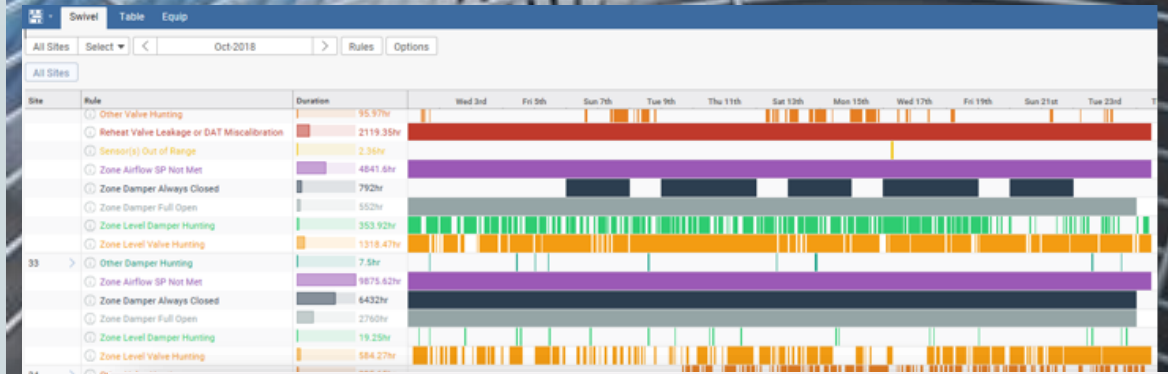 Swivel Table Equip
All Sites Select Oct-2018 Rules Options
All Sites
Site Rule Duration Wed 3rd Fri 5th Sun 7th Tue 9th Thu 11th Sat 13th Mon 15th Wed 17th Fri 19th Sun 21st Tue 23rd T
Other Valve Hunting 95.97hr
Reheat Valve Leakage or DAT Miscalibration 2119.35hr
Sensor(s) Out of Range 2.36hr
Zone Airflow SP Not Met 4841.6hr
Zone Damper Always Closed 792hr
Zone Damper Full Open 552hr
Zone Level Damper Hunting 353.92hr
Zone Level Valve Hunting 1318.47hr
33 Other Damper Hunting 7.5hr
Zone Airflow SP Not Met 9875.62hr
Zone Damper Always Closed 6432hr
Zone Damper Full Open 2760hr
Zone Level Damper Hunting 19.25hr
Zone Level Valve Hunting 584.27hr